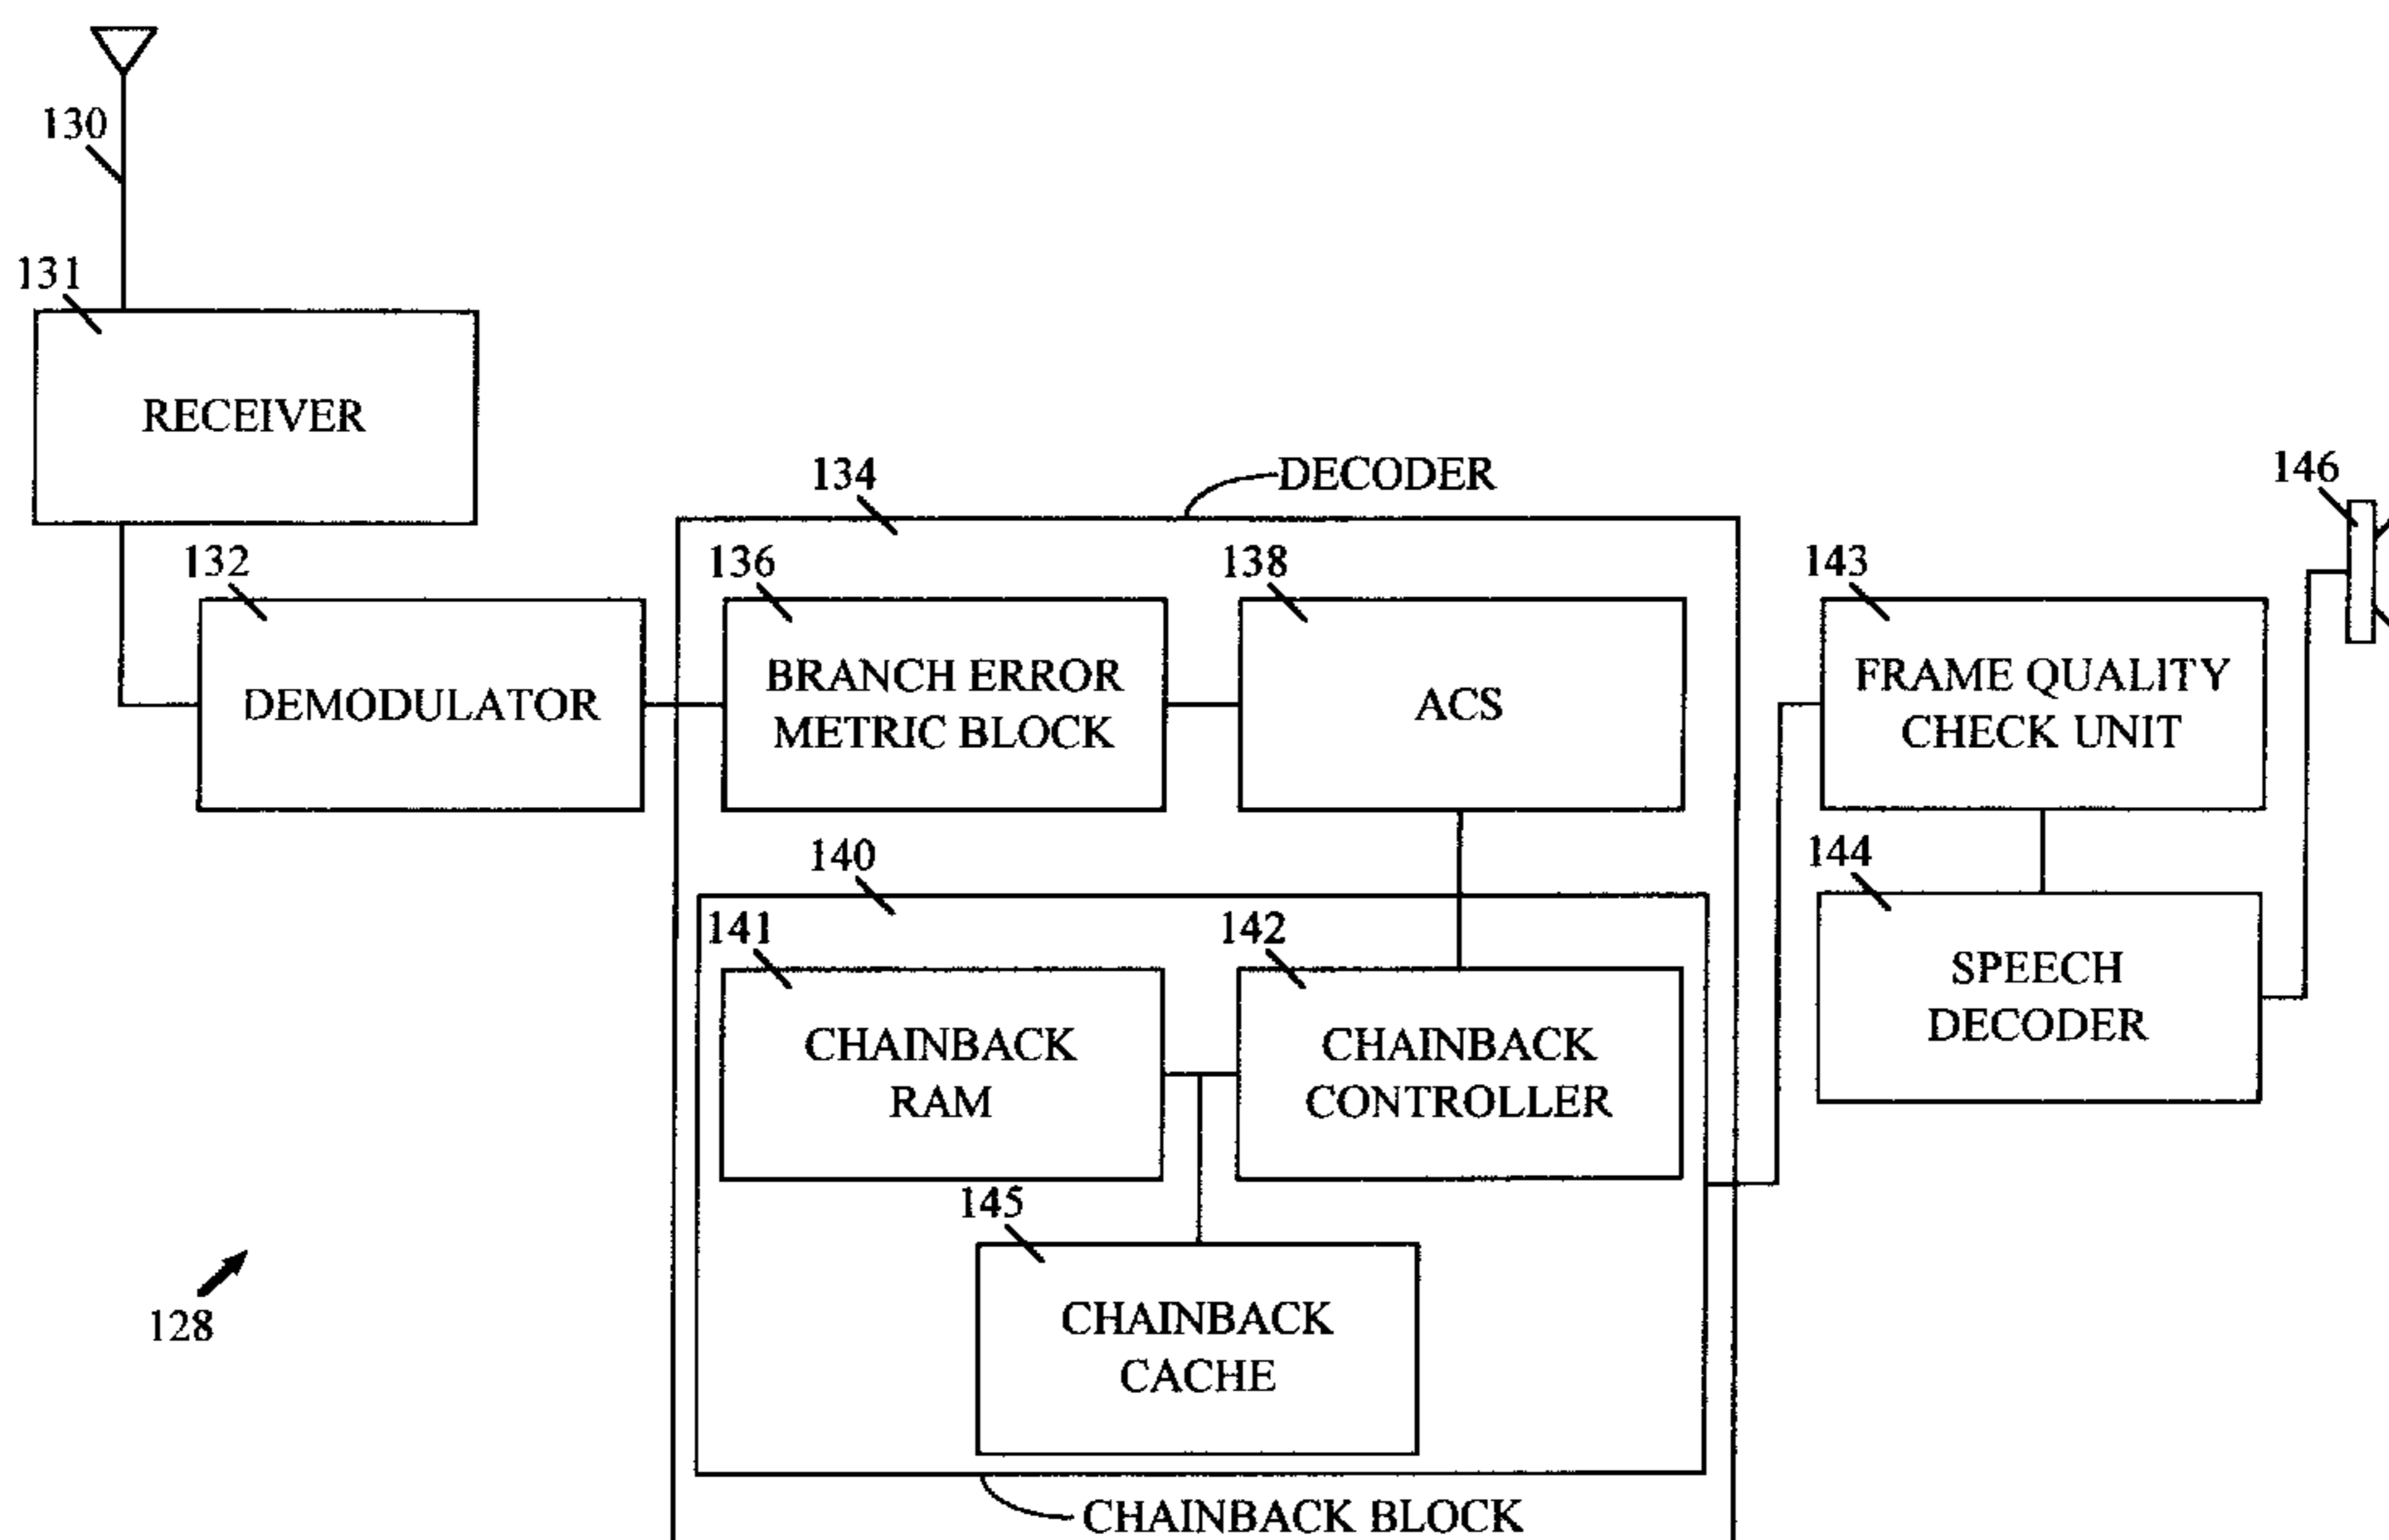 130
131
RECEIVER
132
DEMODULATOR
134
DECODER
136
BRANCH ERROR
METRIC BLOCK
138
ACS
140
141
CHAINBACK
RAM
142
CHAINBACK
CONTROLLER
145
CHAINBACK
CACHE
CHAINBACK BLOCK
143
FRAME QUALITY
CHECK UNIT
144
SPEECH
DECODER
146
128